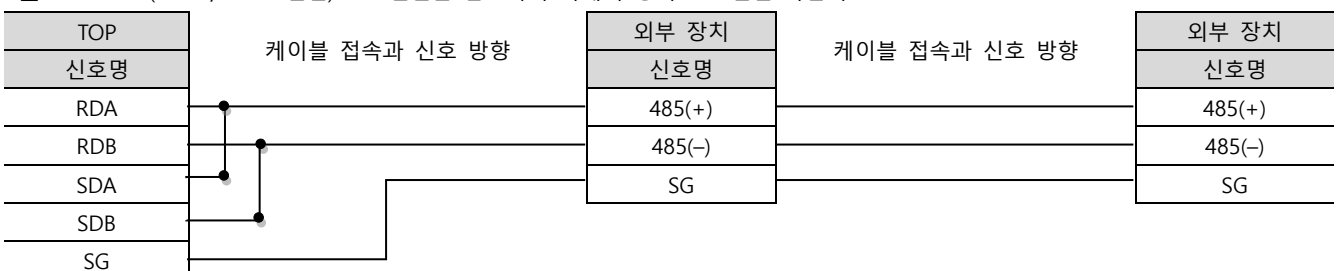 TOP 케이블 접속과 신호 방향 외부 장치 케이블 접속과 신호 방향 외부 장치
신호명 신호명 신호명
RDA 485(+) 485(+)
RDB 485(–) 485(–)
SDA SG SG
SDB
SG